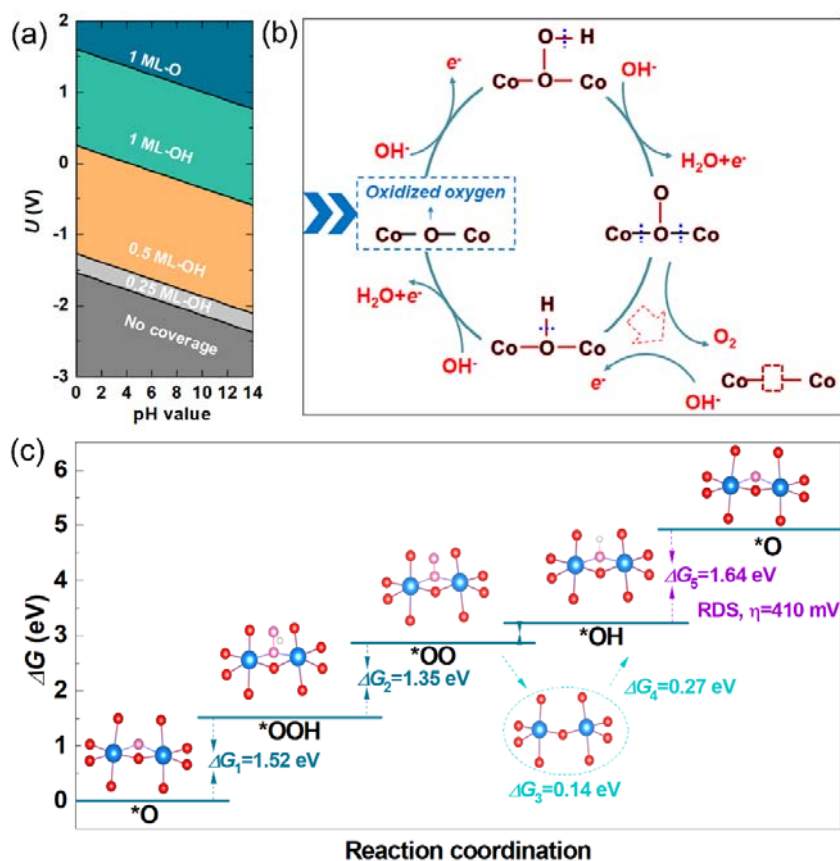 (a)
2
1
0
-1
-2
-3
U (V)
1 ML-O
1 ML-OH
0.5 ML-OH
0.25 ML-OH
No coverage
0 2 4 6 8 10 12 14
pH value
(b)
O H
Co O Co
e-
OH-
OH-
H2O+e-
Oxidized oxygen
Co O Co
O
Co O Co
H2O+e-
OH-
H
Co O Co
O2
e-
OH-
Co Co
(c)
6
5
4
3
2
1
0
ΔG (eV)
*O
ΔG1=1.52 eV
*OOH
ΔG2=1.35 eV
*OO
ΔG3=0.14 eV
ΔG4=0.27 eV
*OH
ΔG5=1.64 eV
RDS, η=410 mV
*O
Reaction coordination